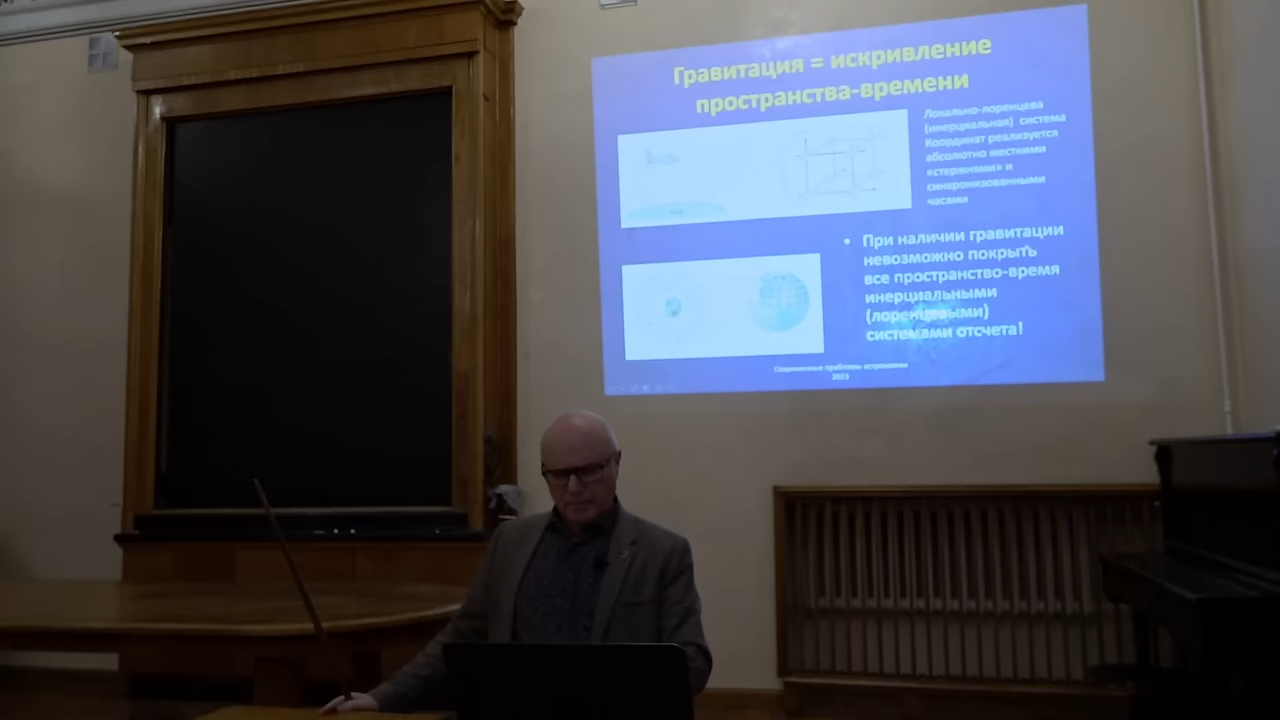 Гравитация = искривление
пространства-времени
Локально-лоренцева
(инерциальная) система
Координат реализуется
абсолютно жесткими
«стержнями» и
синхронизованными
часами
• При наличии гравитации
невозможно покрыть
все пространство-время
инерциальными
(лоренцевыми)
системами отсчета!
Современные проблемы астрономии
2023